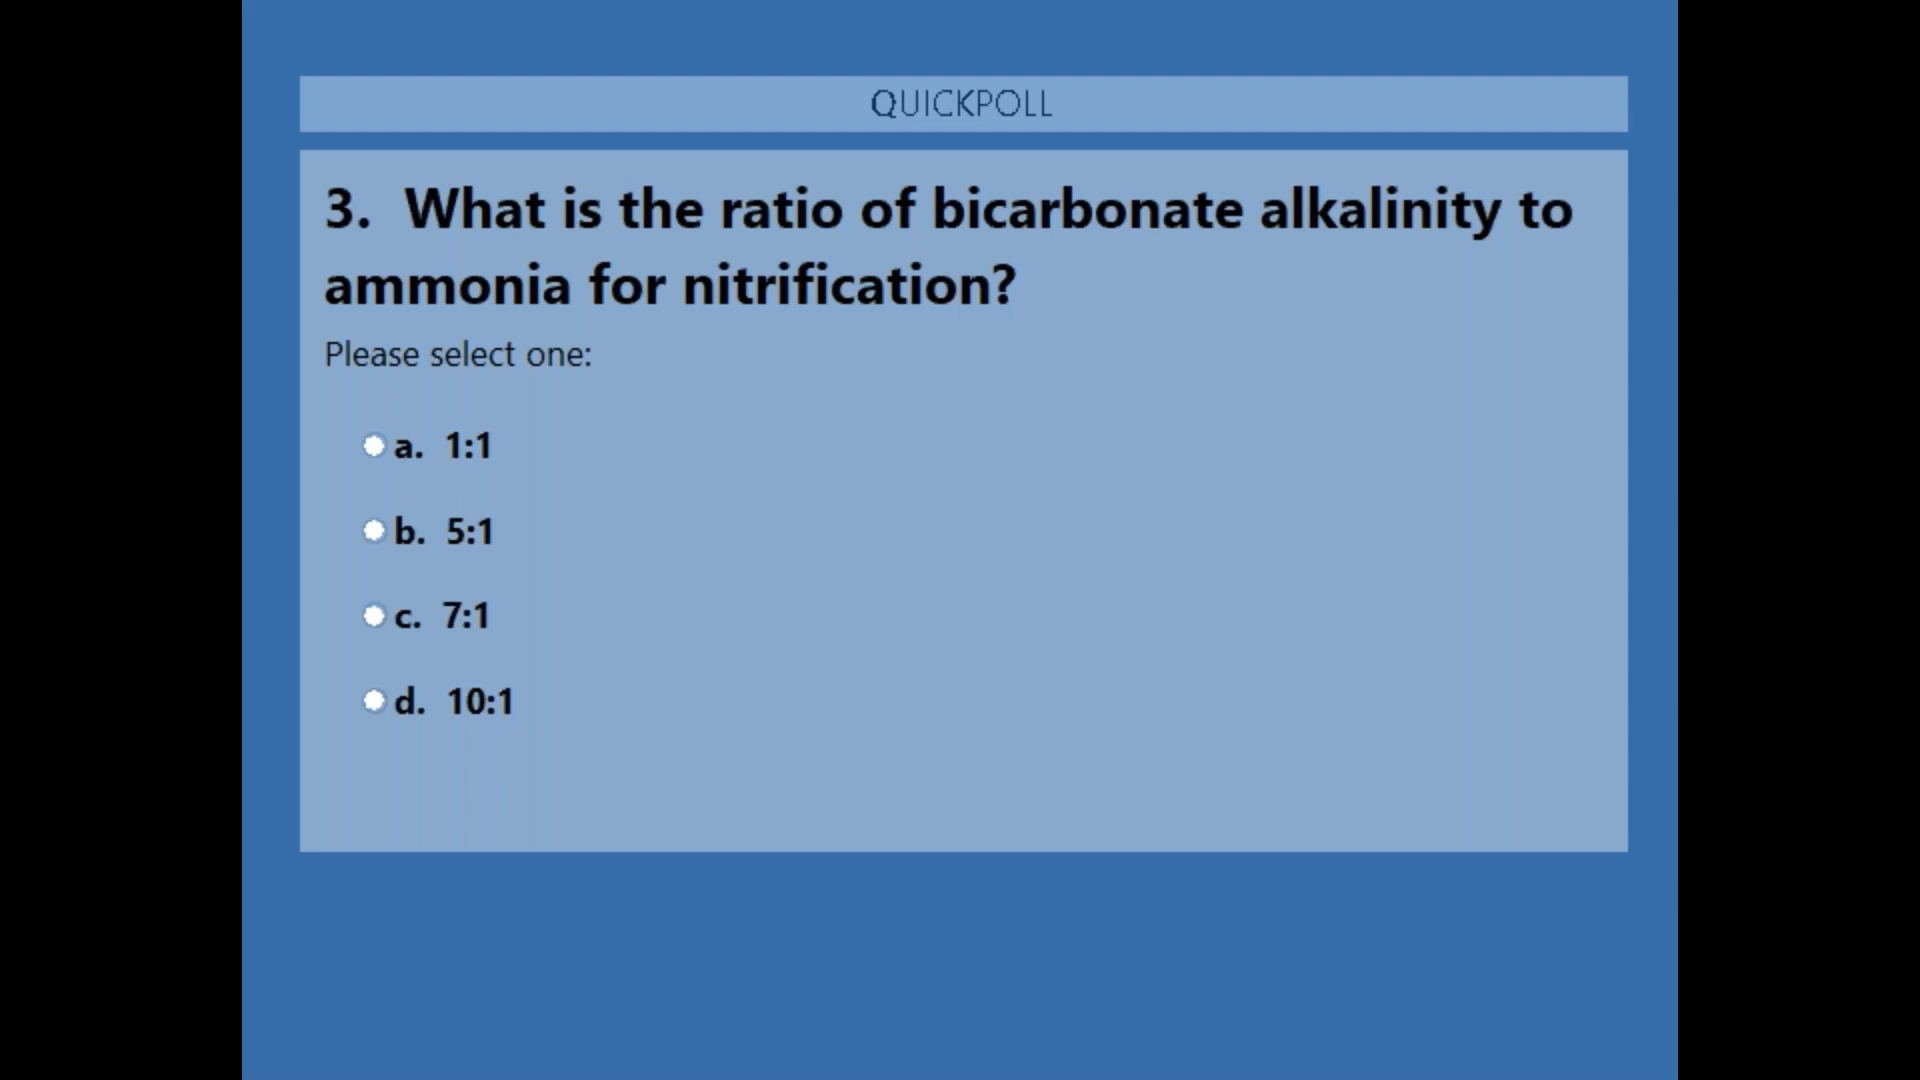 QUICKPOLL
3. What is the ratio of bicarbonate alkalinity to
ammonia for nitrification?
Please select one:
a. 1:1
b. 5:1
c. 7:1
d. 10:1